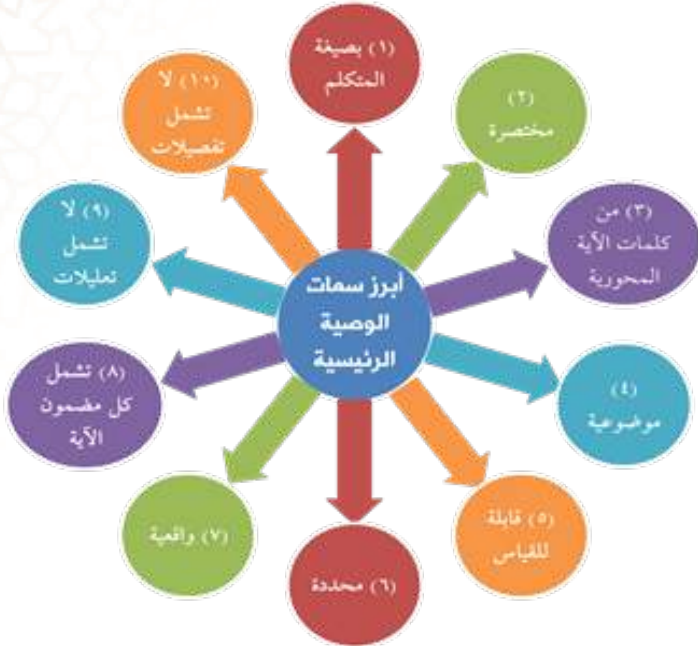 أبرز سمات
الوصية
الرئيسية
(١) بصيغة
المتكلم
(٢)
مختصرة
(٣) من
كلمات الآية
المحورية
(٤)
موضوعية
(٥) قابلة
للقياس
(٦) محددة
(٧) واقعية
(٨) تشمل
كل مضمون
الآية
(٩) لا
تشمل
تعليلات
(١٠) لا
تشمل
تفصيلات